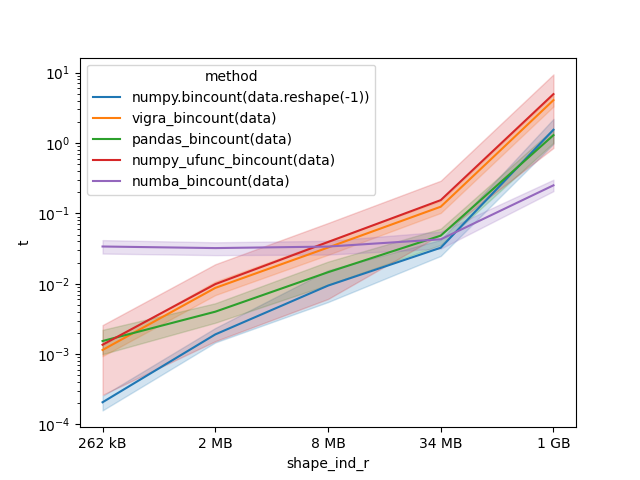 method
numpy.bincount(data.reshape(-1))
vigra_bincount(data)
pandas_bincount(data)
numpy_ufunc_bincount(data)
numba_bincount(data)
10¹
10⁰
10⁻¹
10⁻²
10⁻³
10⁻⁴
t
262 kB 2 MB 8 MB 34 MB 1 GB
shape_ind_r